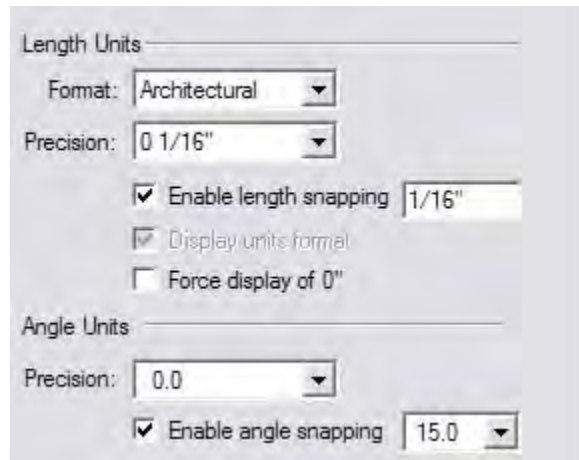 Length Units
Format: Architectural
Precision: 0 1/16"
Enable length snapping 1/16"
Display units format
Force display of 0"
Angle Units
Precision: 0.0
Enable angle snapping 15.0